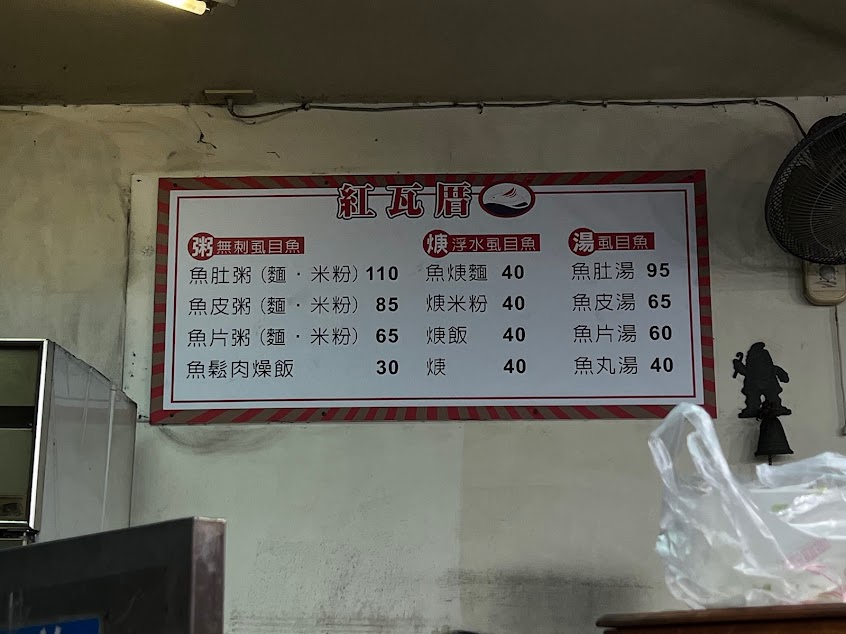 紅瓦厝
粥 無刺虱目魚
魚肚粥(麵・米粉) 110
魚皮粥(麵・米粉) 85
魚片粥(麵・米粉) 65
魚鬆肉燥飯 30
焿 浮水虱目魚
魚焿麵 40
焿米粉 40
焿飯 40
焿 40
湯 虱目魚
魚肚湯 95
魚皮湯 65
魚片湯 60
魚丸湯 40